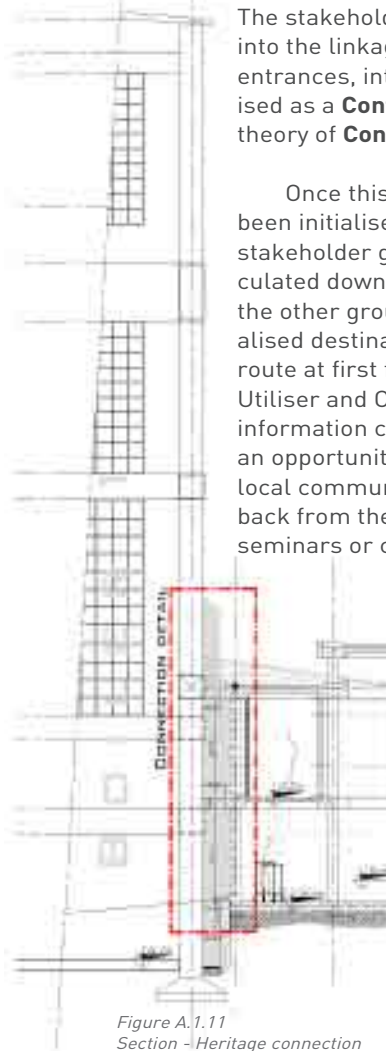 The stakehold
into the linkag
entrances, int
ised as a Con
theory of Con
Once this
been initialise
stakeholder g
culated down
the other grou
alised destina
route at first t
Utiliser and C
information c
an opportunit
local commun
back from the
seminars or c
CONNECTION DETAIL
Figure A.1.11
Section - Heritage connection